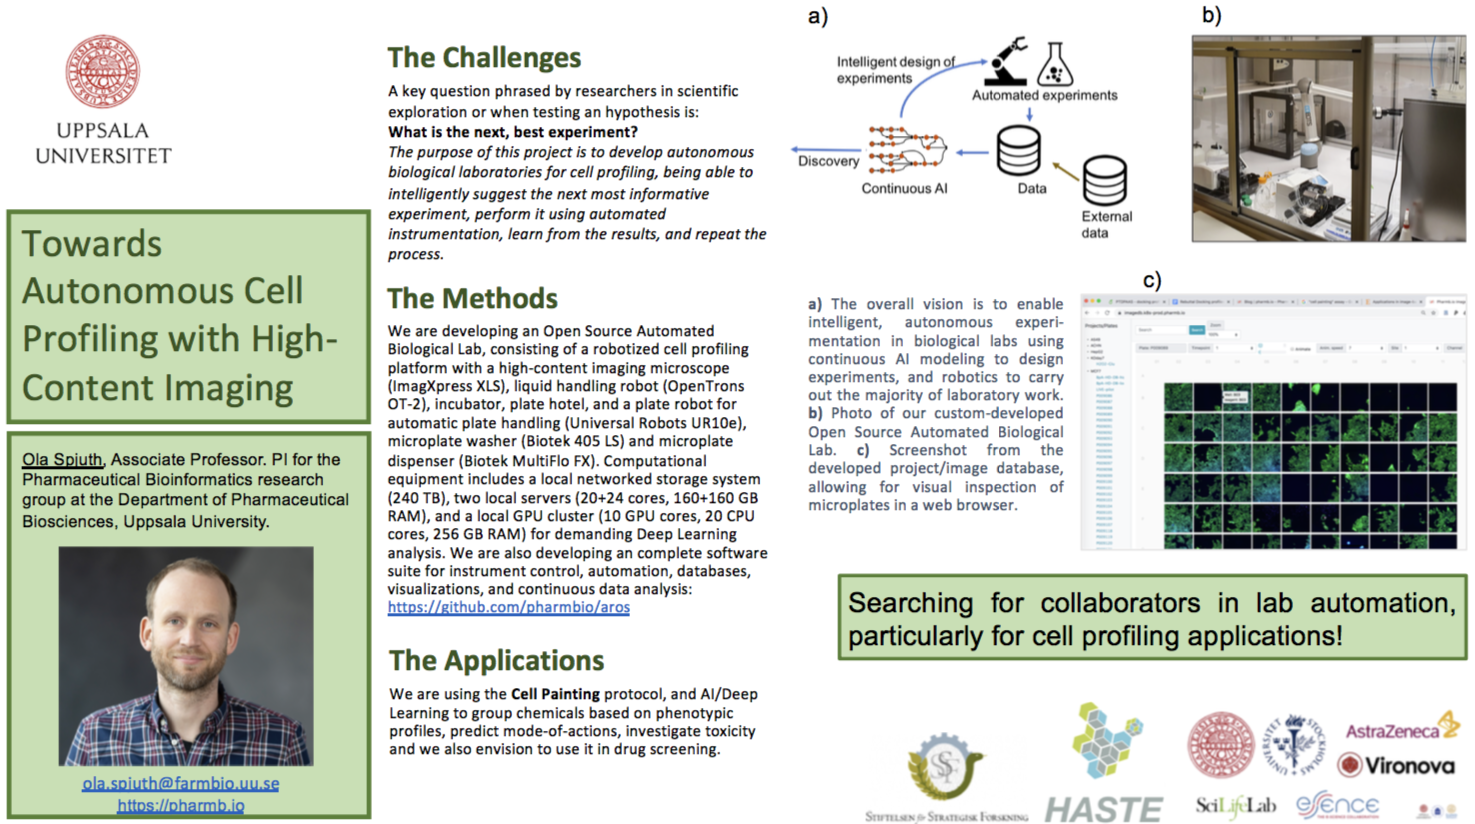 UPPSALA
UNIVERSITET
Towards
Autonomous Cell
Profiling with High-
Content Imaging
Ola Spjuth, Associate Professor. PI for the
Pharmaceutical Bioinformatics research
group at the Department of Pharmaceutical
Biosciences, Uppsala University.
ola.spjuth@farmbio.uu.se
https://pharmb.io
The Challenges
A key question phrased by researchers in scientific
exploration or when testing an hypothesis is:
What is the next, best experiment?
The purpose of this project is to develop autonomous
biological laboratories for cell profiling, being able to
intelligently suggest the next most informative
experiment, perform it using automated
instrumentation, learn from the results, and repeat the
process.
The Methods
We are developing an Open Source Automated
Biological Lab, consisting of a robotized cell profiling
platform with a high-content imaging microscope
(ImagXpress XLS), liquid handling robot (OpenTrons
OT-2), incubator, plate hotel, and a plate robot for
automatic plate handling (Universal Robots UR10e),
microplate washer (Biotek 405 LS) and microplate
dispenser (Biotek MultiFlo FX). Computational
equipment includes a local networked storage system
(240 TB), two local servers (20+24 cores, 160+160 GB
RAM), and a local GPU cluster (10 GPU cores, 20 CPU
cores, 256 GB RAM) for demanding Deep Learning
analysis. We are also developing an complete software
suite for instrument control, automation, databases,
visualizations, and continuous data analysis:
https://github.com/pharmbio/aros
The Applications
We are using the Cell Painting protocol, and AI/Deep
Learning to group chemicals based on phenotypic
profiles, predict mode-of-actions, investigate toxicity
and we also envision to use it in drug screening.
a)
Intelligent design of
experiments
Automated experiments
Discovery
Continuous AI
Data
External
data
b)
c)
a) The overall vision is to enable
intelligent, autonomous experi-
mentation in biological labs using
continuous AI modeling to design
experiments, and robotics to carry
out the majority of laboratory work.
b) Photo of our custom-developed
Open Source Automated Biological
Lab. c) Screenshot from the
developed project/image database,
allowing for visual inspection of
microplates in a web browser.
Projects/Plates
Search
Searching for collaborators in lab automation,
particularly for cell profiling applications!
STIFTELSEN för STRATEGISK FORSKNING
HASTE
STOCKHOLMS
UNIVERSITET
AstraZeneca
Vironova
SciLifeLab
eSSENCE